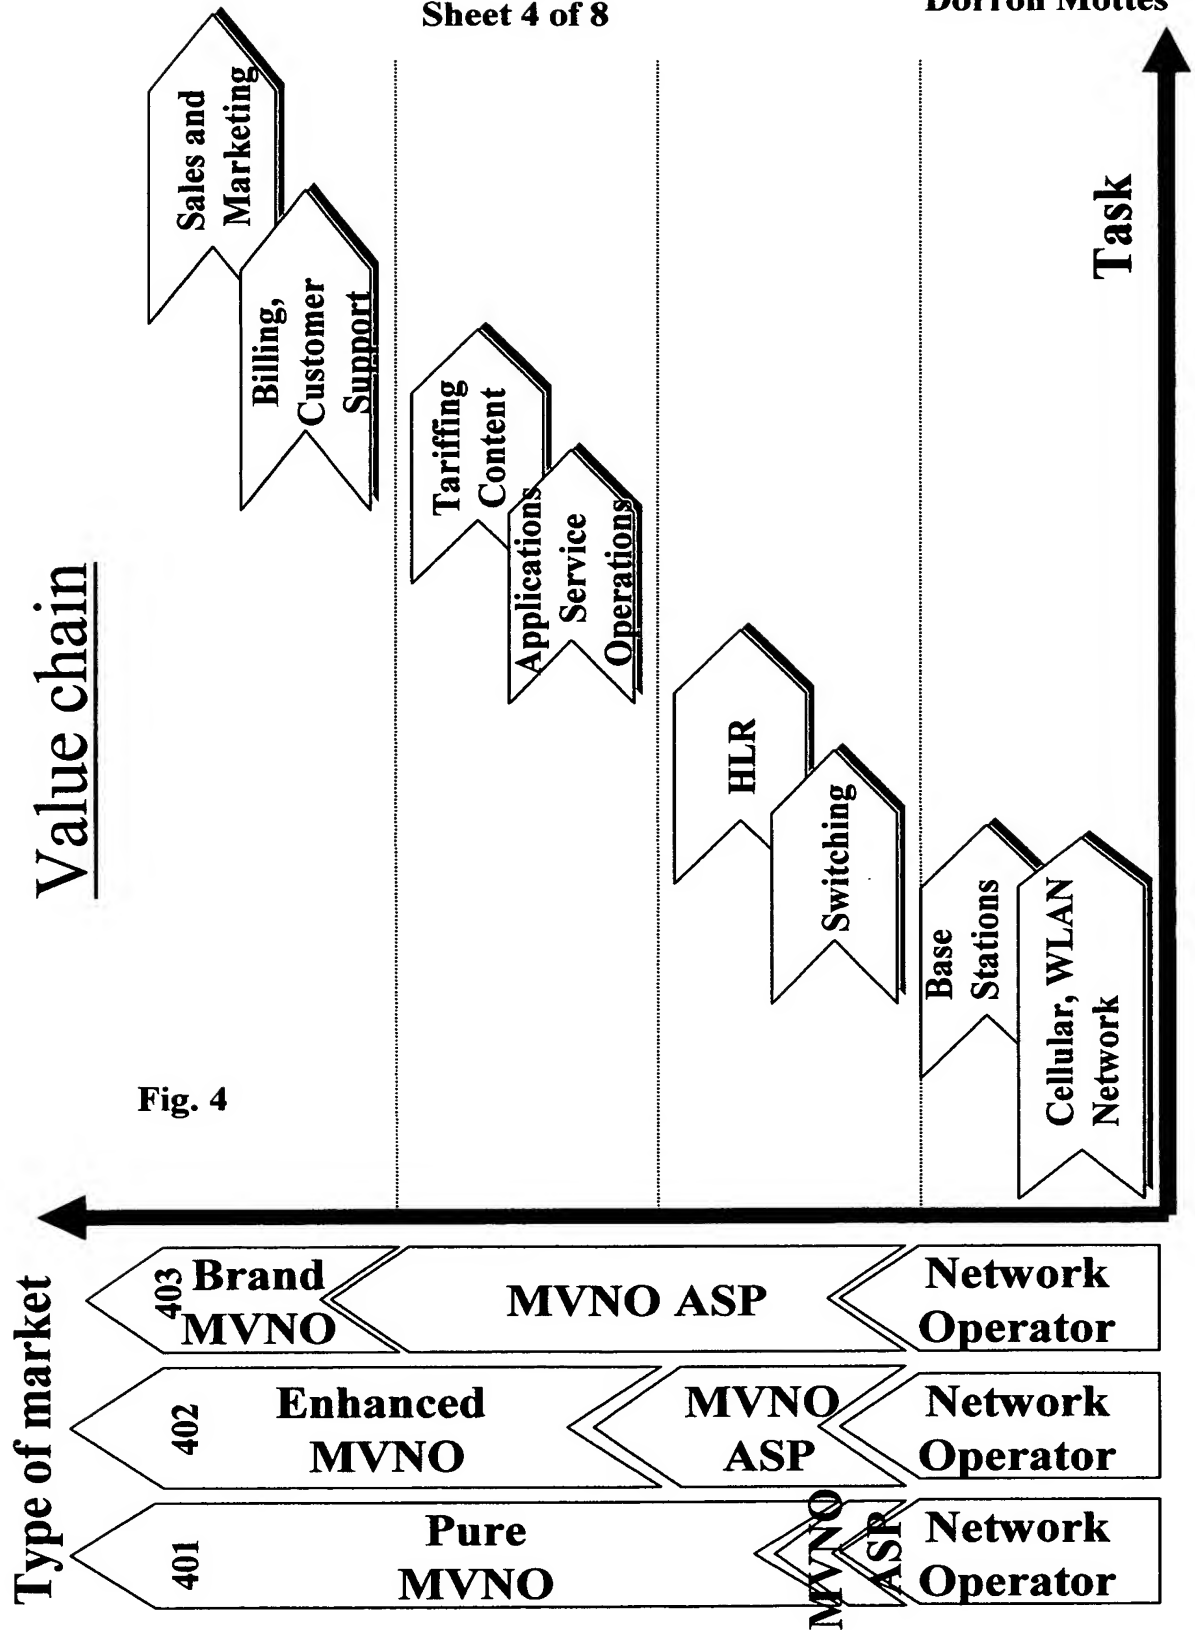 Sheet 4 of 8
Dorron Mottes
Value chain
Fig. 4
Type of market
Task
Sales and
Marketing
Billing,
Customer
Support
Tariffing
Content
Applications
Service
Operations
HLR
Switching
Base
Stations
Cellular, WLAN
Network
403
Brand
MVNO
MVNO ASP
Network
Operator
402
Enhanced
MVNO
MVNO
ASP
Network
Operator
401
Pure
MVNO
MVNO
ASP
Network
Operator